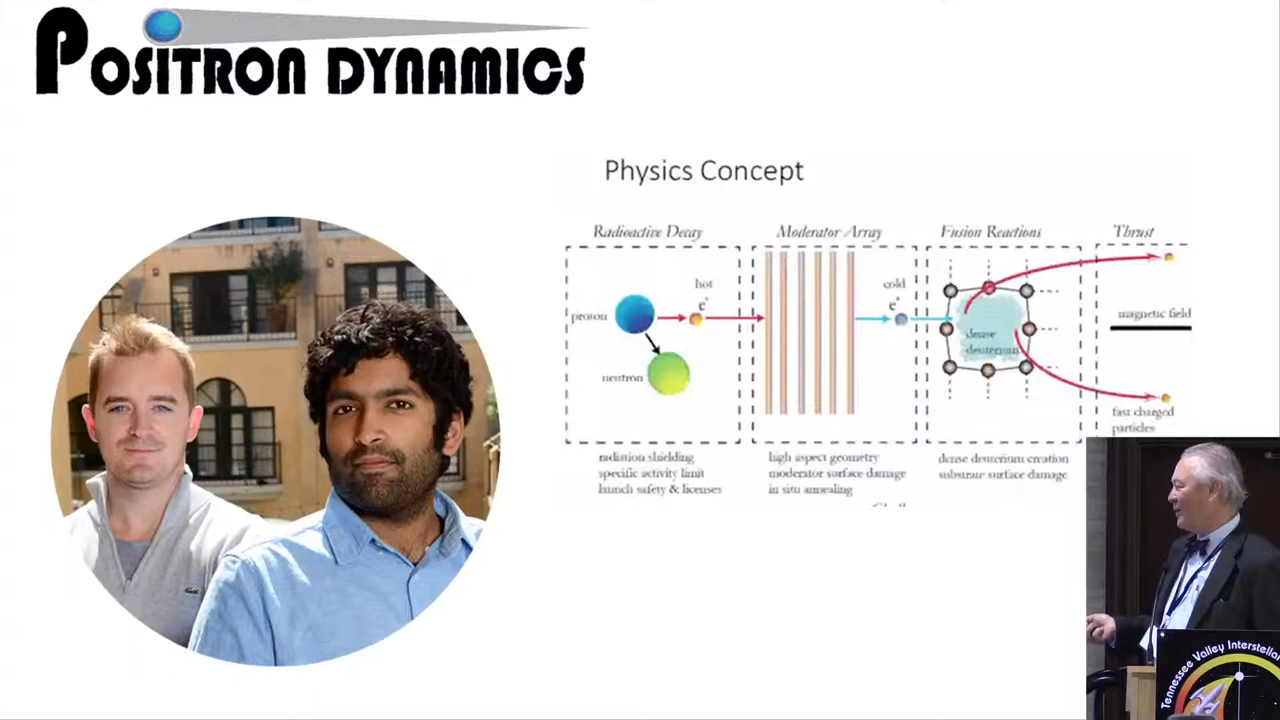 POSITRON DYNAMICS
Physics Concept
Radioactive Decay
Moderator Array
Fusion Reactions
Thrust
hot
e+
proton
neutron
cold
e+
dense
deuterium
magnetic field
fast charged
particles
radiation shielding
specific activity limit
launch safety & licenses
high aspect geometry
moderator surface damage
in situ annealing
dense deuterium creation
substrate surface damage
Tennessee Valley Interstellar